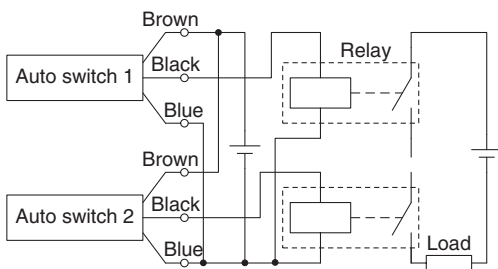 Brown
Auto switch 1
Black
Blue
Relay
Brown
Auto switch 2
Black
Blue
Load